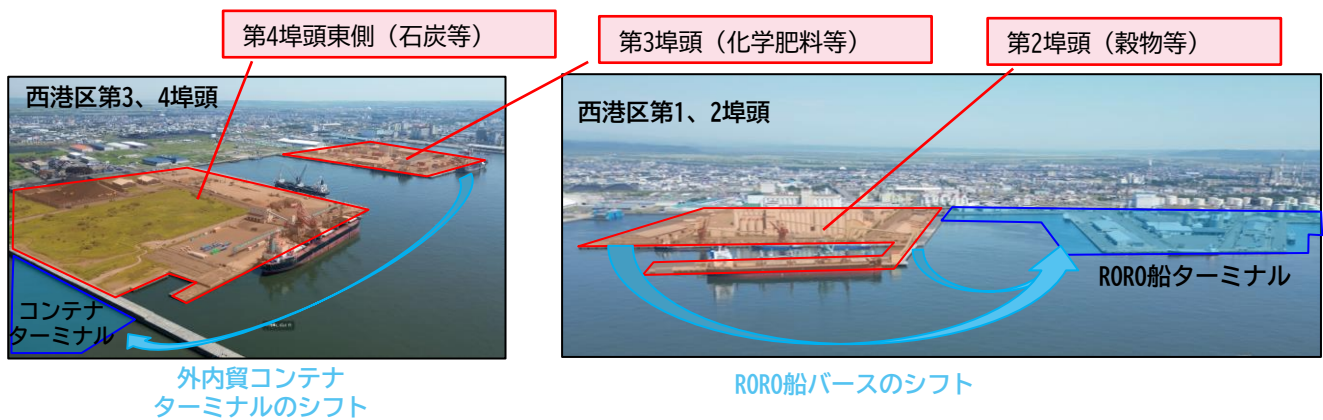 第4埠頭東側（石炭等）
第3埠頭（化学肥料等）
第2埠頭（穀物等）
西港区第3、4埠頭
西港区第1、2埠頭
コンテナ
ターミナル
RORO船ターミナル
外内貿コンテナ
ターミナルのシフト
RORO船バースのシフト